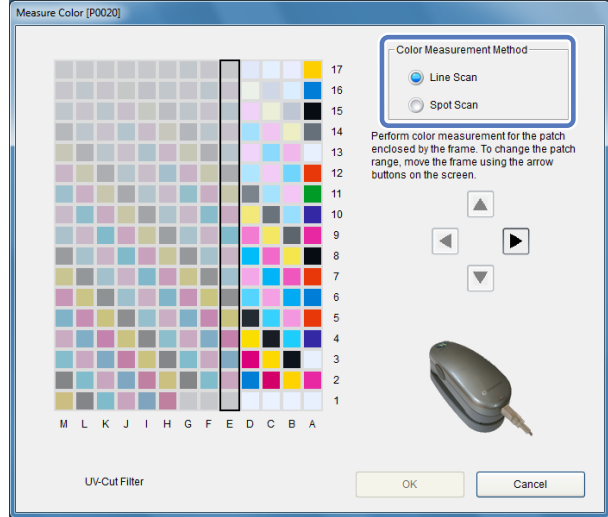 Measure Color [P0020]
Color Measurement Method
Line Scan
Spot Scan
Perform color measurement for the patch
enclosed by the frame. To change the patch
range, move the frame using the arrow
buttons on the screen.
17
16
15
14
13
12
11
10
9
8
7
6
5
4
3
2
1
M L K J I H G F E D C B A
UV-Cut Filter
OK
Cancel